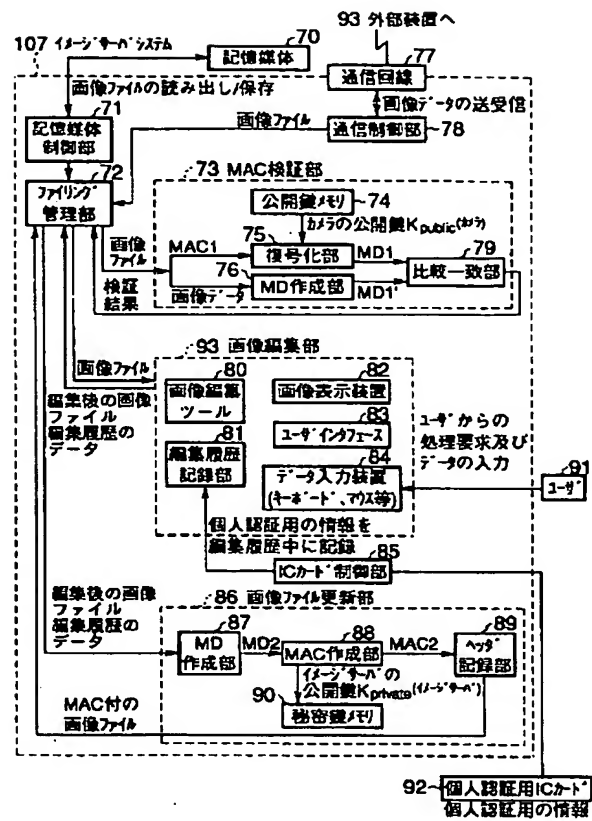 93 外部装置へ
107 ｲﾒｰｼﾞｻｰﾊﾞｼｽﾃﾑ
70
記憶媒体
77
通信回線
画像ﾌｧｲﾙの読み出し/保存
画像データの送受信
71
記憶媒体
制御部
画像ﾌｧｲﾙ
通信制御部
78
72
ﾌｧｲﾘﾝｸﾞ
管理部
73 MAC検証部
公開鍵メモリ
74
カメラの公開鍵Kpublic(ｶﾒﾗ)
画像
ﾌｧｲﾙ
MAC1
75
復号化部
MD1
79
比較一致部
検証
結果
76
画像データ
MD作成部
MD1'
93 画像編集部
画像ﾌｧｲﾙ
80
画像編集
ツール
82
画像表示装置
編集後の画像
ファイル
編集履歴の
データ
83
ﾕｰｻﾞｲﾝﾀﾌｪｰｽ
81
編集履歴
記録部
84
データ入力装置
(ｷｰﾎﾞｰﾄﾞ、ﾏｳｽ等)
ﾕｰｻﾞからの
処理要求及び
データの入力
91
ﾕｰｻﾞ
個人認証用の情報を
編集履歴中に記録
85
ICｶｰﾄﾞ制御部
86 画像ファイル更新部
編集後の画像
ファイル
編集履歴の
データ
87
MD
作成部
MD2
88
MAC作成部
MAC2
89
ﾍｯﾀﾞ
記録部
ｲﾒｰｼﾞｻｰﾊﾞの
公開鍵Kprivate(ｲﾒｰｼﾞｻｰﾊﾞ)
90
秘密鍵ﾒﾓﾘ
MAC付の
画像ﾌｧｲﾙ
92
個人認証用ICｶｰﾄﾞ
個人認証用の情報